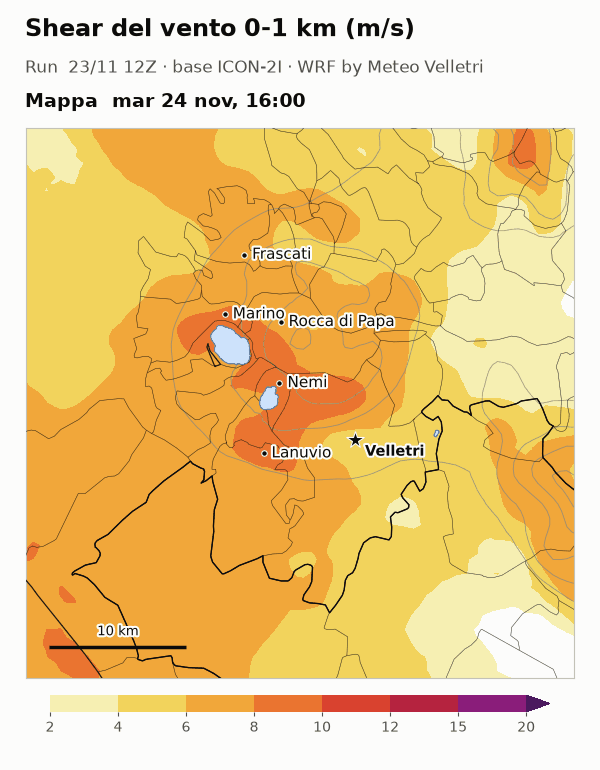 Shear del vento 0-1 km (m/s)
Run  23/11 12Z · base ICON-2I · WRF by Meteo Velletri
Mappa  mar 24 nov, 16:00
Frascati
Marino
Rocca di Papa
Nemi
Velletri
Lanuvio
10 km
2 4 6 8 10 12 15 20